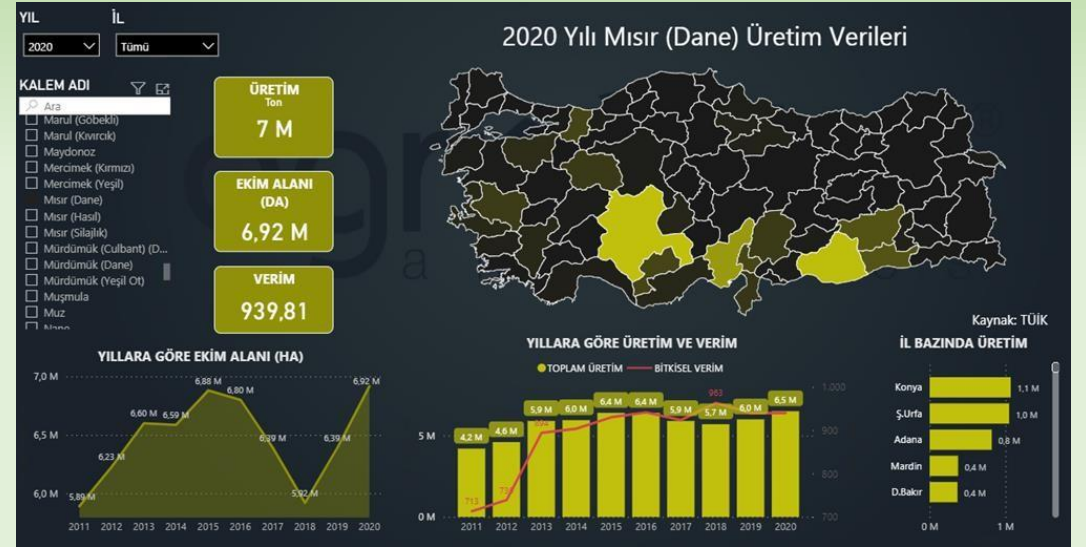 YIL İL
2020 Tümü
2020 Yılı Mısır (Dane) Üretim Verileri
KALEM ADI
Ara
Marul (Göbekli)
Marul (Kıvırcık)
Maydonoz
Mercimek (Kırmızı)
Mercimek (Yeşil)
Mısır (Dane)
Mısır (Hasıl)
Mısır (Silajlık)
Mürdümük (Culbant) (D...
Mürdümük (Dane)
Mürdümük (Yeşil Ot)
Muşmula
Muz
Nane
ÜRETİM
Ton
7 M
EKİM ALANI
(DA)
6,92 M
VERİM
939,81
Kaynak: TÜİK
YILLARA GÖRE EKİM ALANI (HA)
7,0 M
6,5 M
6,0 M
5,89 M
6,23 M
6,60 M
6,59 M
6,88 M
6,80 M
6,39 M
5,92 M
6,39 M
6,92 M
2011 2012 2013 2014 2015 2016 2017 2018 2019 2020
YILLARA GÖRE ÜRETİM VE VERİM
TOPLAM ÜRETİM BİTKİSEL VERİM
5 M
0 M
4,2 M 4,6 M 5,9 M 6,0 M 6,4 M 6,4 M 5,9 M 5,7 M 6,0 M 6,5 M
713
894
963
1.000
900
800
700
2011 2012 2013 2014 2015 2016 2017 2018 2019 2020
İL BAZINDA ÜRETİM
Konya 1,1 M
Ş.Urfa 1,0 M
Adana 0,8 M
Mardin 0,4 M
D.Bakır 0,4 M
0 M 1 M